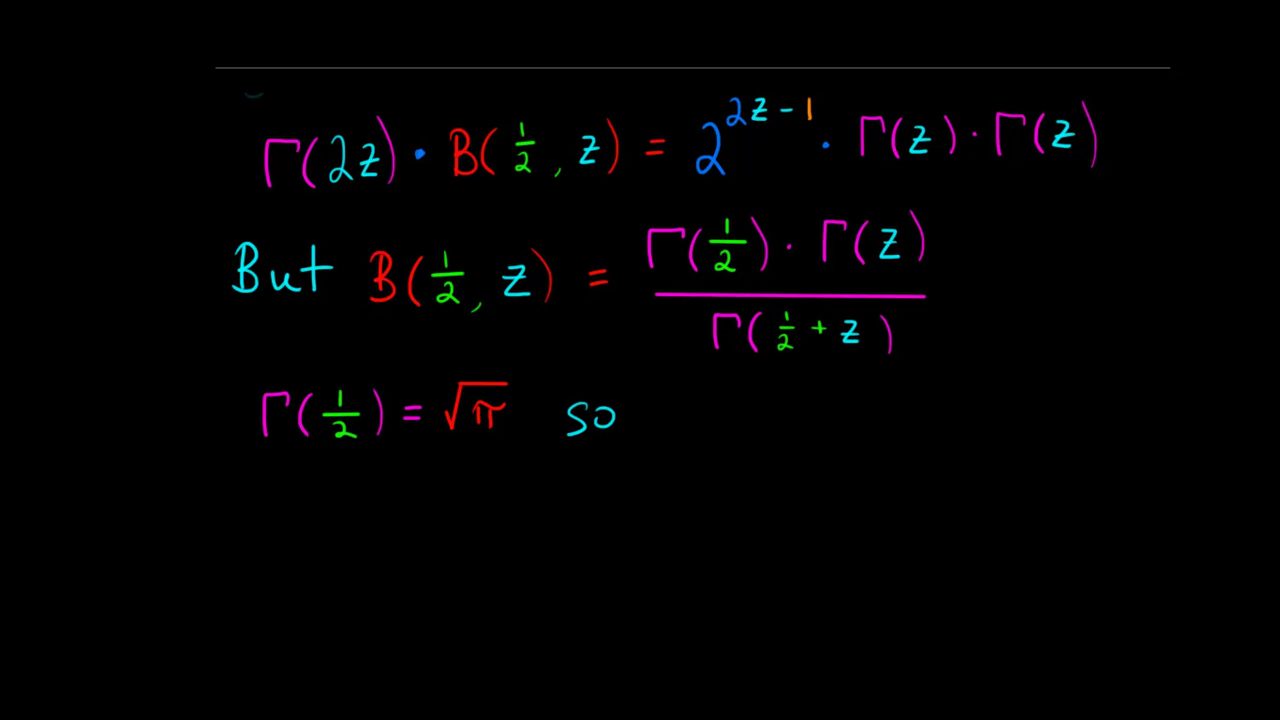 Γ(2z) · B(1/2, z) = 2^{2z-1} · Γ(z) · Γ(z)
But B(1/2, z) = Γ(1/2) · Γ(z) / Γ(1/2 + z)
Γ(1/2) = √π so